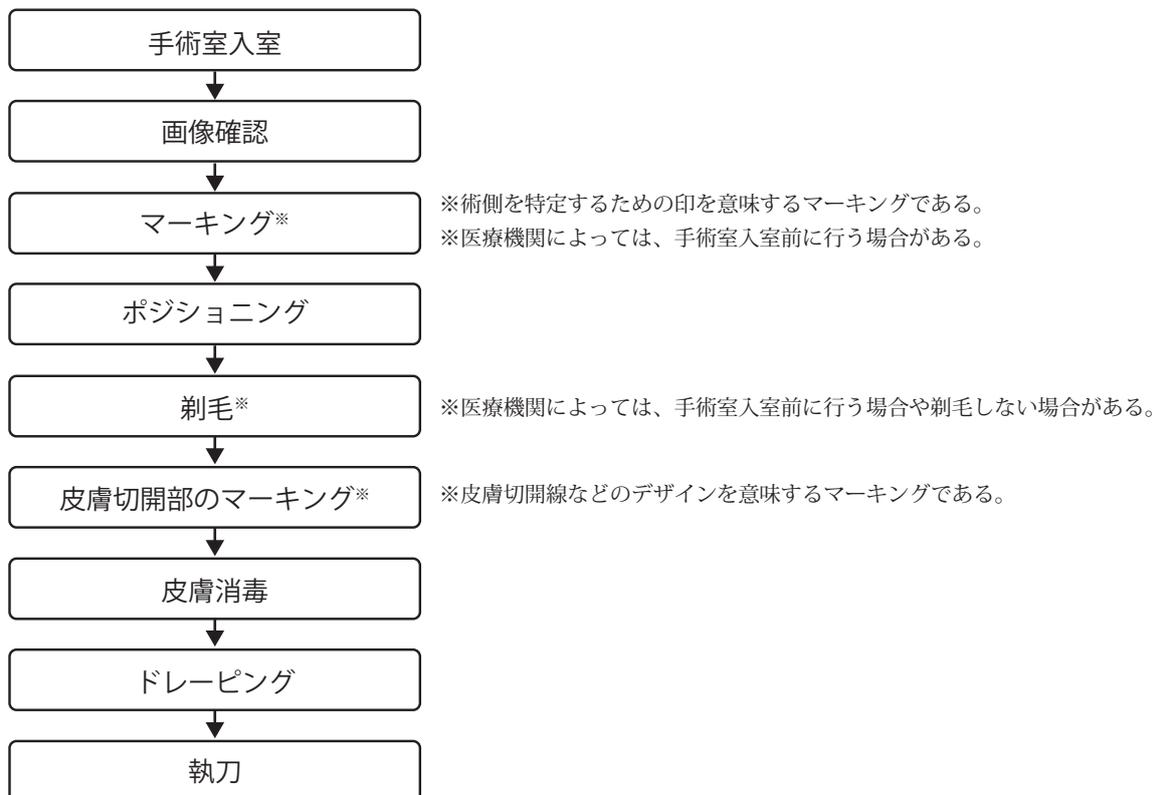 手術室入室
画像確認
マーキング※
※術側を特定するための印を意味するマーキングである。
※医療機関によっては、手術室入室前に行う場合がある。
ポジショニング
剃毛※
※医療機関によっては、手術室入室前に行う場合や剃毛しない場合がある。
皮膚切開部のマーキング※
※皮膚切開線などのデザインを意味するマーキングである。
皮膚消毒
ドレーピング
執刀